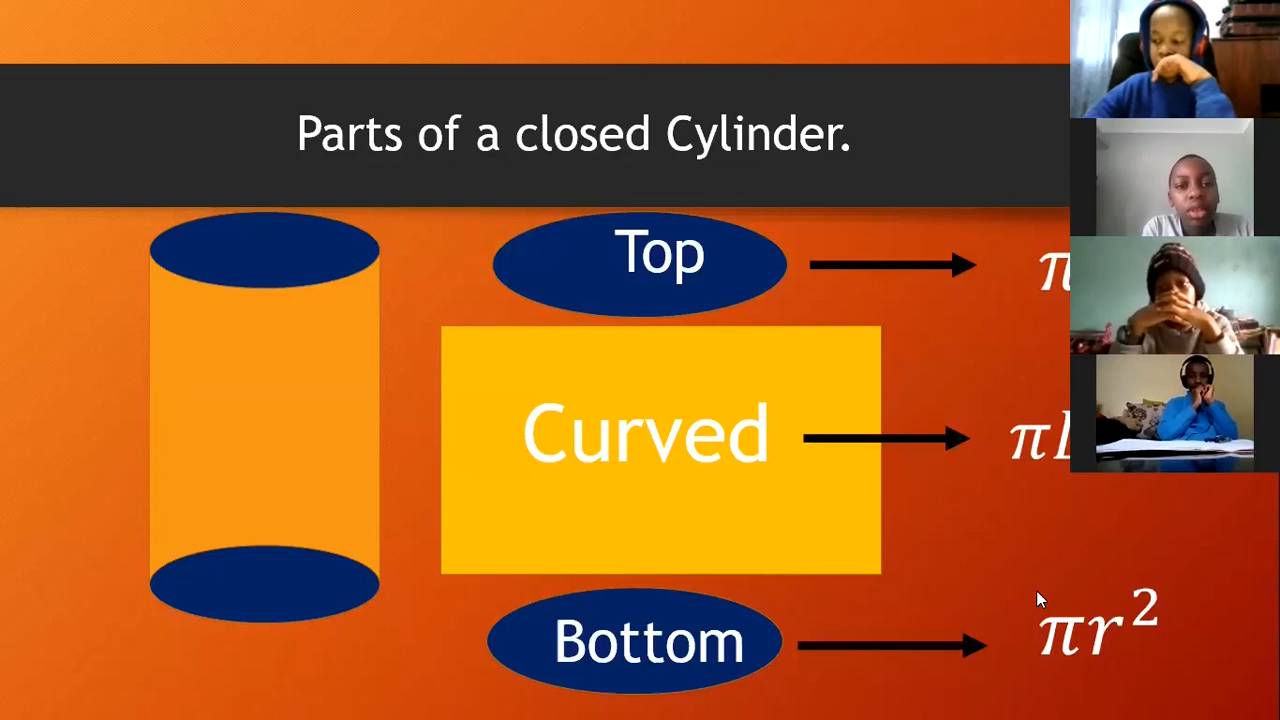 Parts of a closed Cylinder.
Top
π
Curved
π
Bottom
πr²